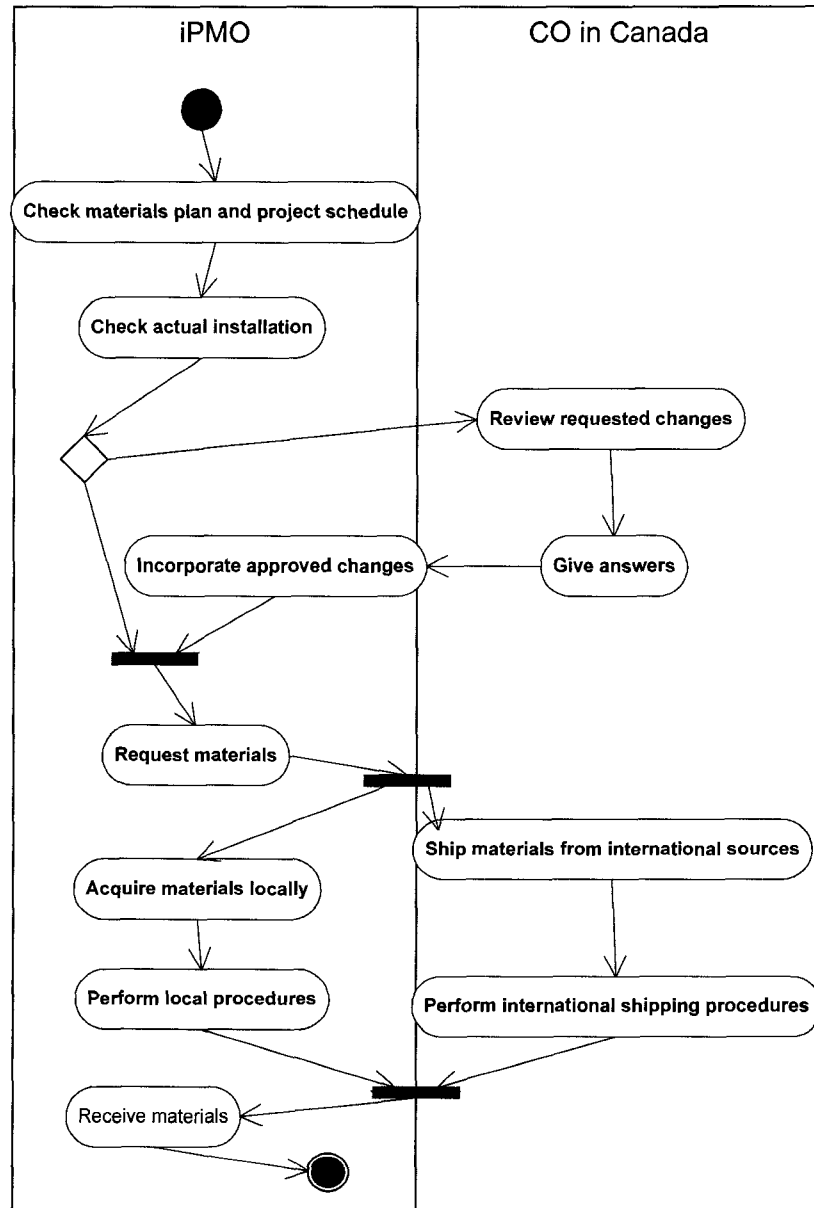 iPMO
CO in Canada
Check materials plan and project schedule
Check actual installation
Review requested changes
Incorporate approved changes
Give answers
Request materials
Ship materials from international sources
Acquire materials locally
Perform local procedures
Perform international shipping procedures
Receive materials